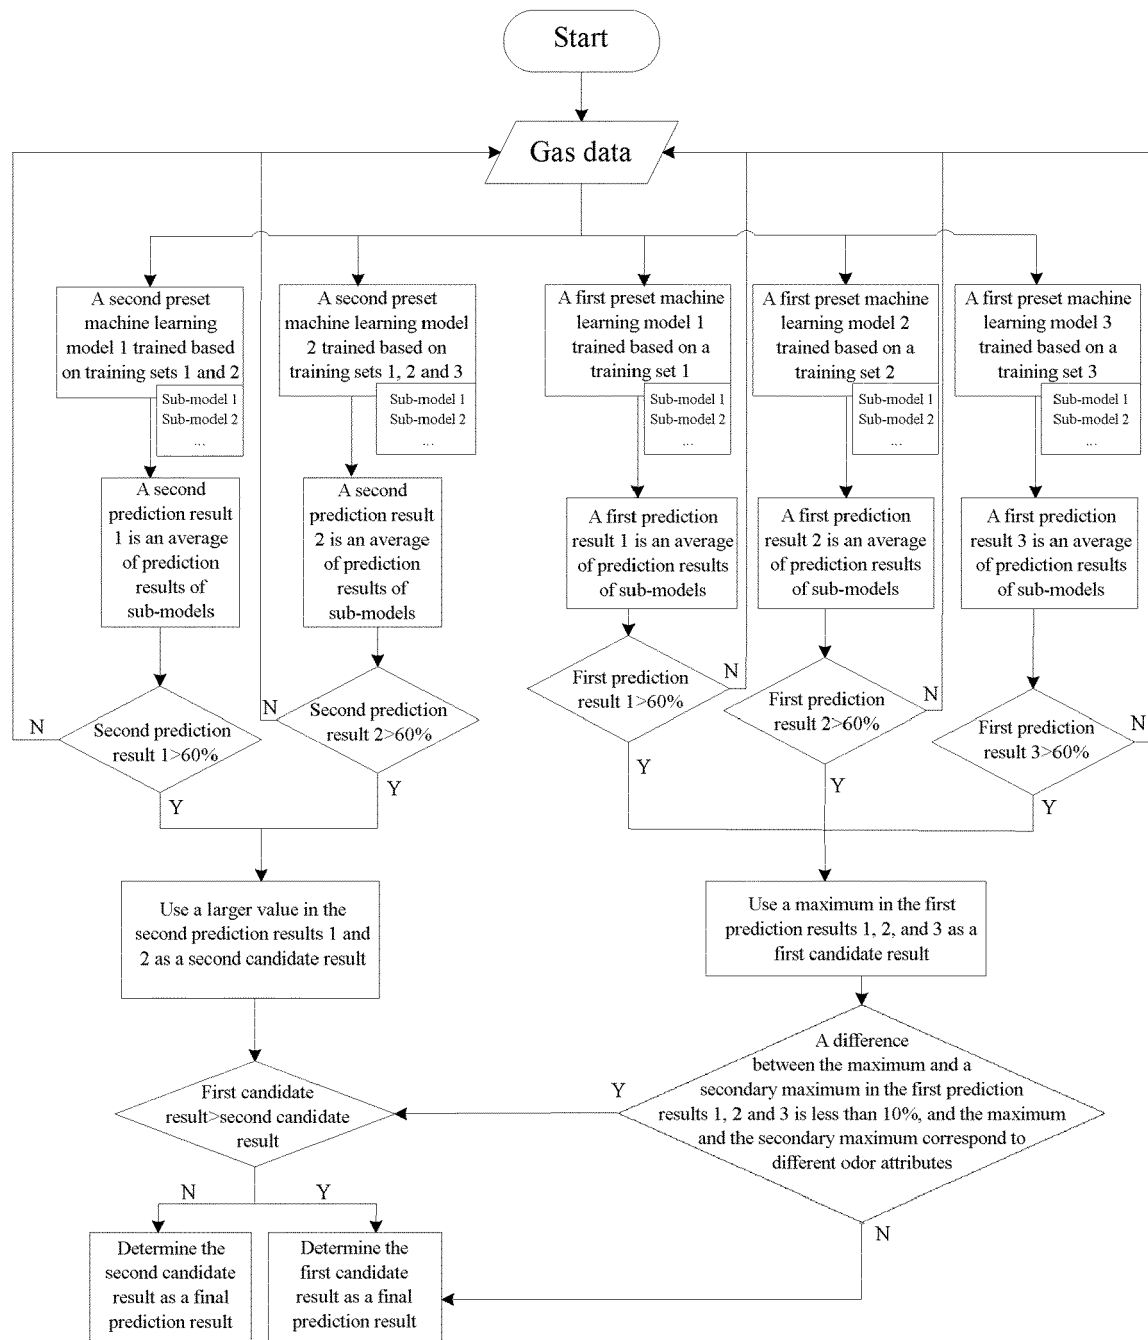 Start
Gas data
A second preset
machine learning
model 1 trained based
on training sets 1 and 2
Sub-model 1
Sub-model 2
...
A second preset
machine learning model
2 trained based on
training sets 1, 2 and 3
Sub-model 1
Sub-model 2
...
A first preset machine
learning model 1
trained based on a
training set 1
Sub-model 1
Sub-model 2
...
A first preset machine
learning model 2
trained based on a
training set 2
Sub-model 1
Sub-model 2
...
A first preset machine
learning model 3
trained based on a
training set 3
Sub-model 1
Sub-model 2
...
A second
prediction result
1 is an average
of prediction
results of
sub-models
A second
prediction result
2 is an average
of prediction
results of
sub-models
A first prediction
result 1 is an average
of prediction results
of sub-models
A first prediction
result 2 is an average
of prediction results
of sub-models
A first prediction
result 3 is an average
of prediction results
of sub-models
N
Second prediction
result 1>60%
Y
N
Second prediction
result 2>60%
Y
First prediction
result 1>60%
N
Y
First prediction
result 2>60%
N
Y
First prediction
result 3>60%
N
Y
Use a larger value in the
second prediction results 1 and
2 as a second candidate result
Use a maximum in the first
prediction results 1, 2, and 3 as a
first candidate result
First candidate
result>second candidate
result
Y
A difference
between the maximum and a
secondary maximum in the first prediction
results 1, 2 and 3 is less than 10%, and the maximum
and the secondary maximum correspond to
different odor attributes
N
Y
N
Determine the
second candidate
result as a final
prediction result
Determine the
first candidate
result as a final
prediction result